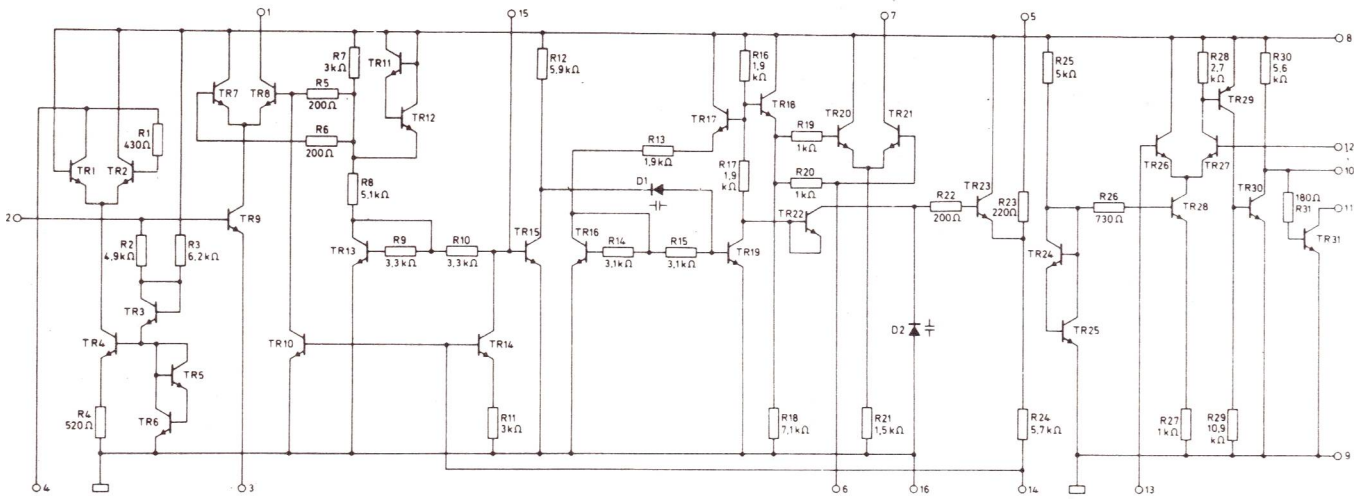 1
15
7
5
8
R1
430Ω
TR1
TR2
2
R2
4,9kΩ
R3
6,2kΩ
TR3
TR4
TR5
TR6
R4
520Ω
4
TR7
TR8
TR9
3
R5
200Ω
R6
200Ω
R7
3kΩ
TR11
TR12
R8
5,1kΩ
TR13
R9
3,3kΩ
R10
3,3kΩ
TR10
TR14
R11
3kΩ
R12
5,9kΩ
TR15
TR16
R13
1,9kΩ
D1
R14
3,1kΩ
R15
3,1kΩ
TR17
R16
1,9
kΩ
R17
1,9
kΩ
TR18
TR19
R19
1kΩ
R20
1kΩ
TR20
TR21
TR22
R18
7,1kΩ
R21
1,5kΩ
6
D2
16
R22
200Ω
TR23
R23
220Ω
R24
5,7kΩ
14
R25
5kΩ
TR24
TR25
R26
730Ω
13
TR26
TR27
TR28
R27
1kΩ
R28
2,7
kΩ
TR29
R29
10,9
kΩ
R30
5,6
kΩ
TR30
180Ω
R31
TR31
12
10
11
9